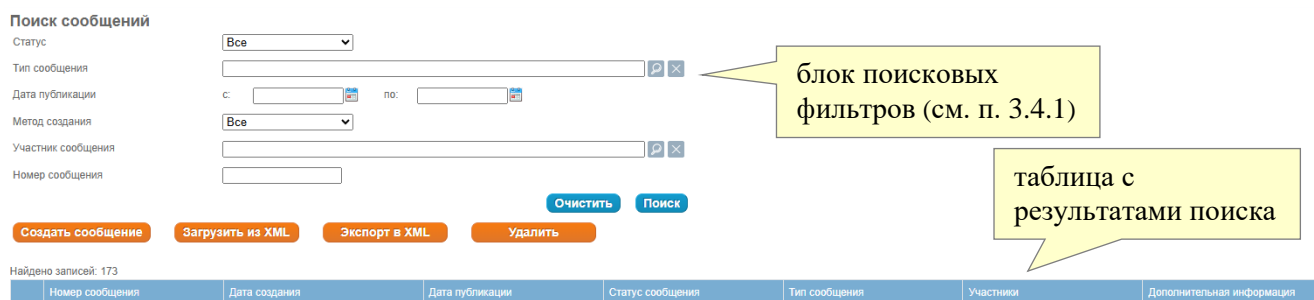 Поиск сообщений
Статус Все
Тип сообщения
блок поисковых
фильтров (см. п. 3.4.1)
Дата публикации с: по:
Метод создания Все
Участник сообщения
Номер сообщения
таблица с
результатами поиска
Очистить Поиск
Создать сообщение Загрузить из XML Экспорт в XML Удалить
Найдено записей: 173
Номер сообщения Дата создания Дата публикации Статус сообщения Тип сообщения Участники Дополнительная информация